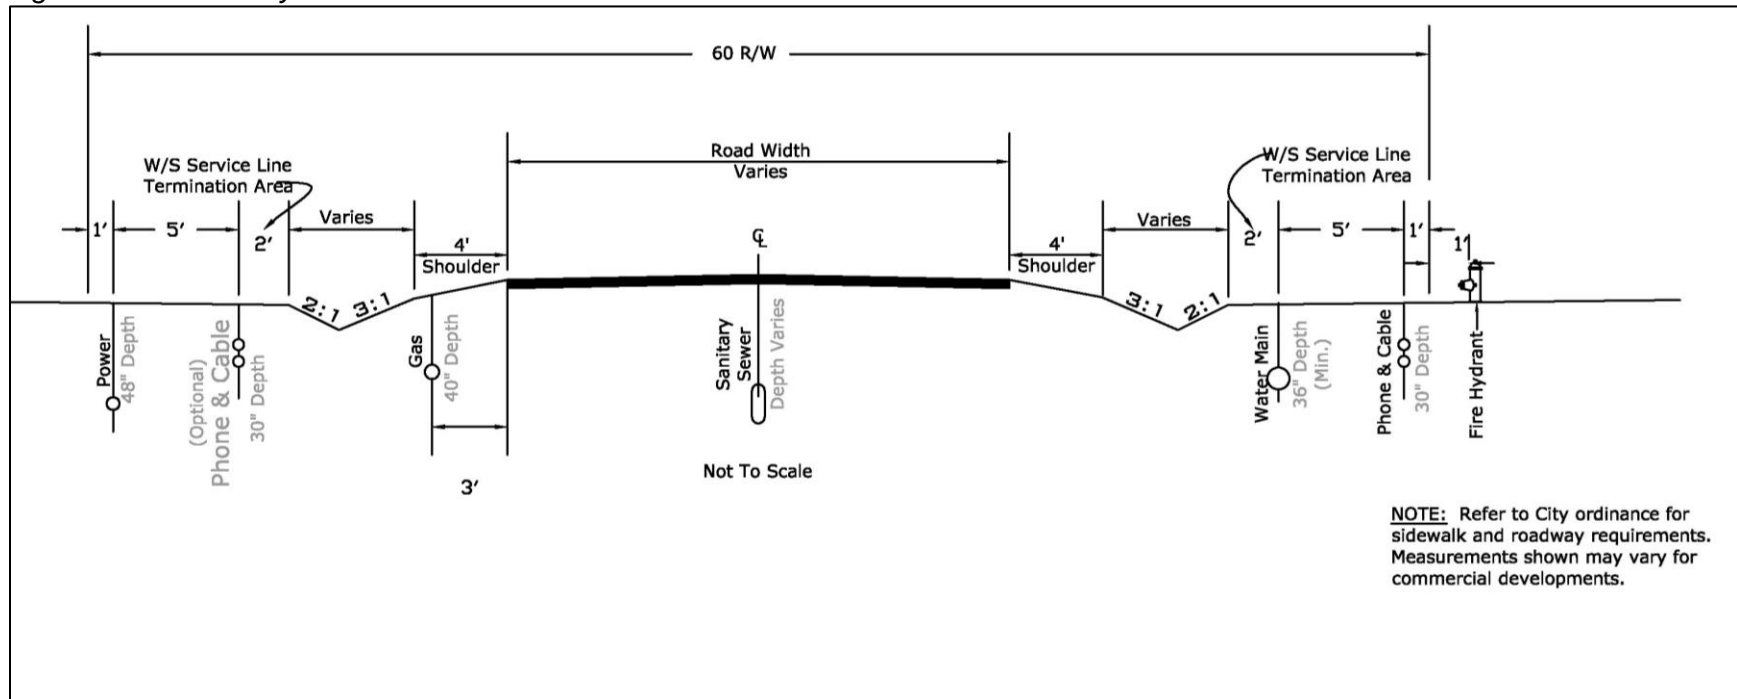 60 R/W
Road Width
Varies
W/S Service Line
Termination Area
W/S Service Line
Termination Area
1'
5'
2'
Varies
4'
Shoulder
℄
4'
Shoulder
Varies
2'
5'
1'
1'
2:1
3:1
3:1
2:1
Power
48" Depth
(Optional)
Phone & Cable
30" Depth
Gas
40" Depth
Sanitary
Sewer
Depth Varies
Water Main
36" Depth
(Min.)
Phone & Cable
30" Depth
Fire Hydrant
3'
Not To Scale
NOTE: Refer to City ordinance for
sidewalk and roadway requirements.
Measurements shown may vary for
commercial developments.